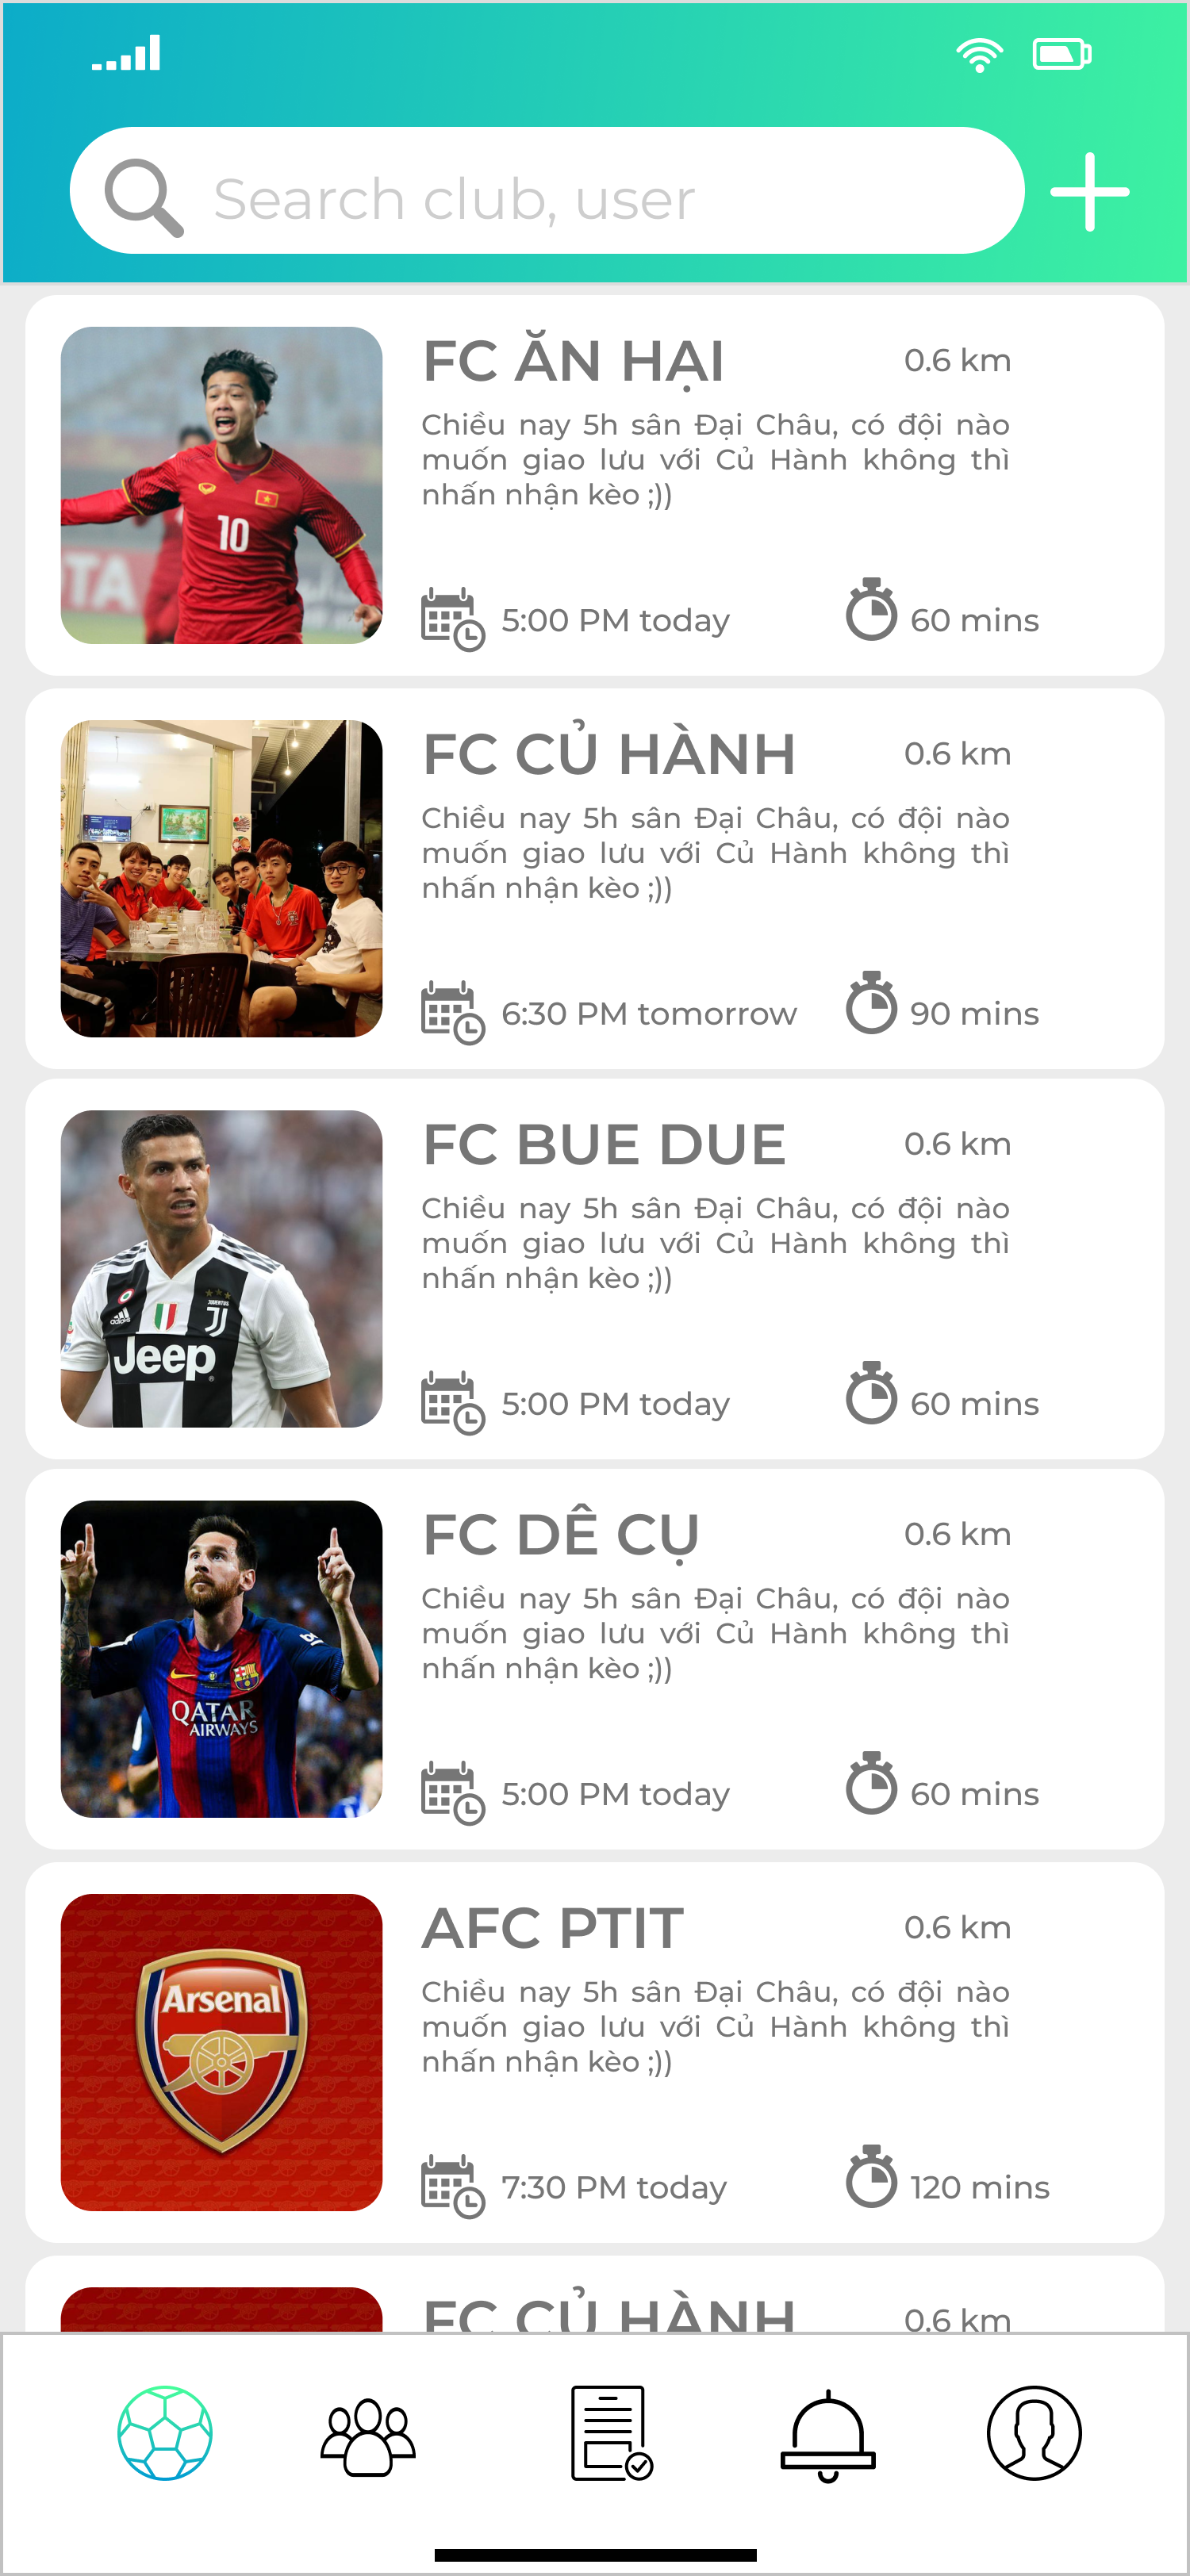 Search club, user
FC ĂN HẠI
0.6 km
Chiều nay 5h sân Đại Châu, có đội nào
muốn giao lưu với Củ Hành không thì
nhấn nhận kèo ;))
5:00 PM today
60 mins
10
TA
FC CỦ HÀNH
0.6 km
Chiều nay 5h sân Đại Châu, có đội nào
muốn giao lưu với Củ Hành không thì
nhấn nhận kèo ;))
6:30 PM tomorrow
90 mins
FC BUE DUE
0.6 km
Chiều nay 5h sân Đại Châu, có đội nào
muốn giao lưu với Củ Hành không thì
nhấn nhận kèo ;))
5:00 PM today
60 mins
adidas
JUVENTUS
Jeep
FC DÊ CỤ
0.6 km
Chiều nay 5h sân Đại Châu, có đội nào
muốn giao lưu với Củ Hành không thì
nhấn nhận kèo ;))
5:00 PM today
60 mins
QATAR
AIRWAYS
AFC PTIT
0.6 km
Chiều nay 5h sân Đại Châu, có đội nào
muốn giao lưu với Củ Hành không thì
nhấn nhận kèo ;))
7:30 PM today
120 mins
Arsenal
FC CỦ HÀNH
0.6 km